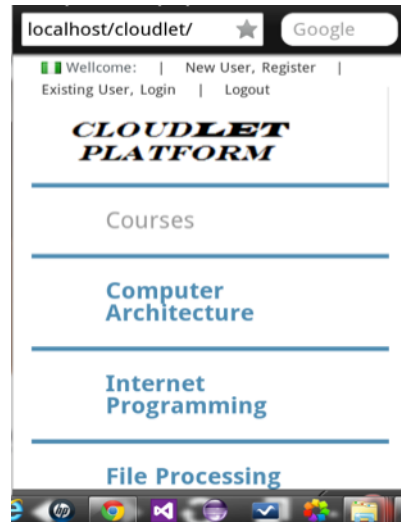 localhost/cloudlet/ Google
Wellcome: | New User, Register |
Existing User, Login | Logout
CLOUDLET
PLATFORM
Courses
Computer
Architecture
Internet
Programming
File Processing
hp